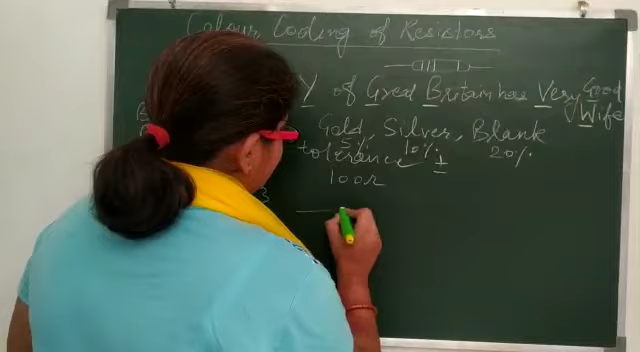 Colour Coding of Resistors
Y of Great Britain has Very Good
Wife
Gold, Silver, Blank
5% 10% 20%
tolerance ±
100Ω
3